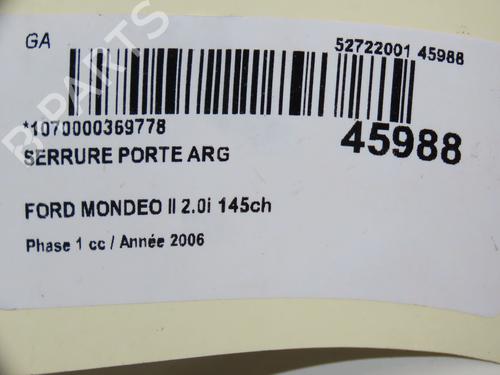 GA
52722001 45988
*1070000369778
45988
SERRURE PORTE ARG
FORD MONDEO II 2.0i 145ch
Phase 1 cc / Année 2006
B-PARTS